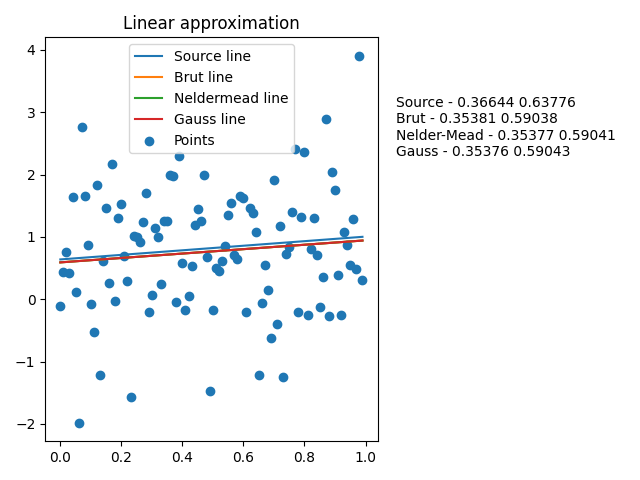 Linear approximation
Source line
Brut line
Neldermead line
Gauss line
Points
Source - 0.36644 0.63776
Brut - 0.35381 0.59038
Nelder-Mead - 0.35377 0.59041
Gauss - 0.35376 0.59043
4
3
2
1
0
−1
−2
0.0 0.2 0.4 0.6 0.8 1.0